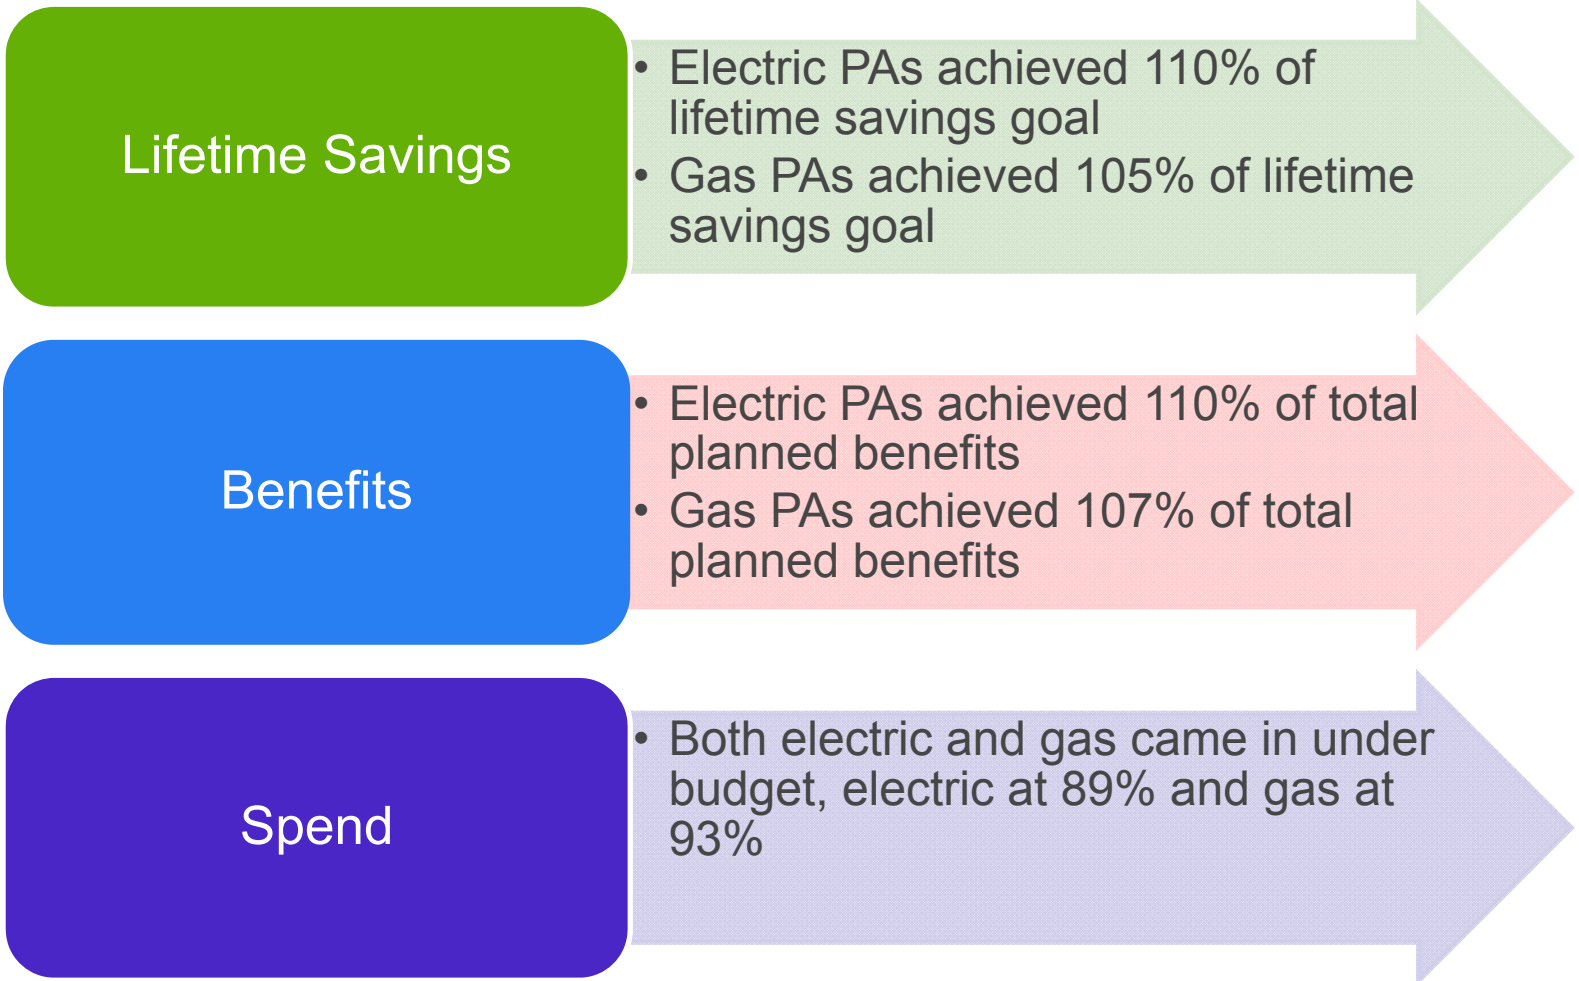 Lifetime Savings
• Electric PAs achieved 110% of
lifetime savings goal
• Gas PAs achieved 105% of lifetime
savings goal
Benefits
• Electric PAs achieved 110% of total
planned benefits
• Gas PAs achieved 107% of total
planned benefits
Spend
• Both electric and gas came in under
budget, electric at 89% and gas at
93%